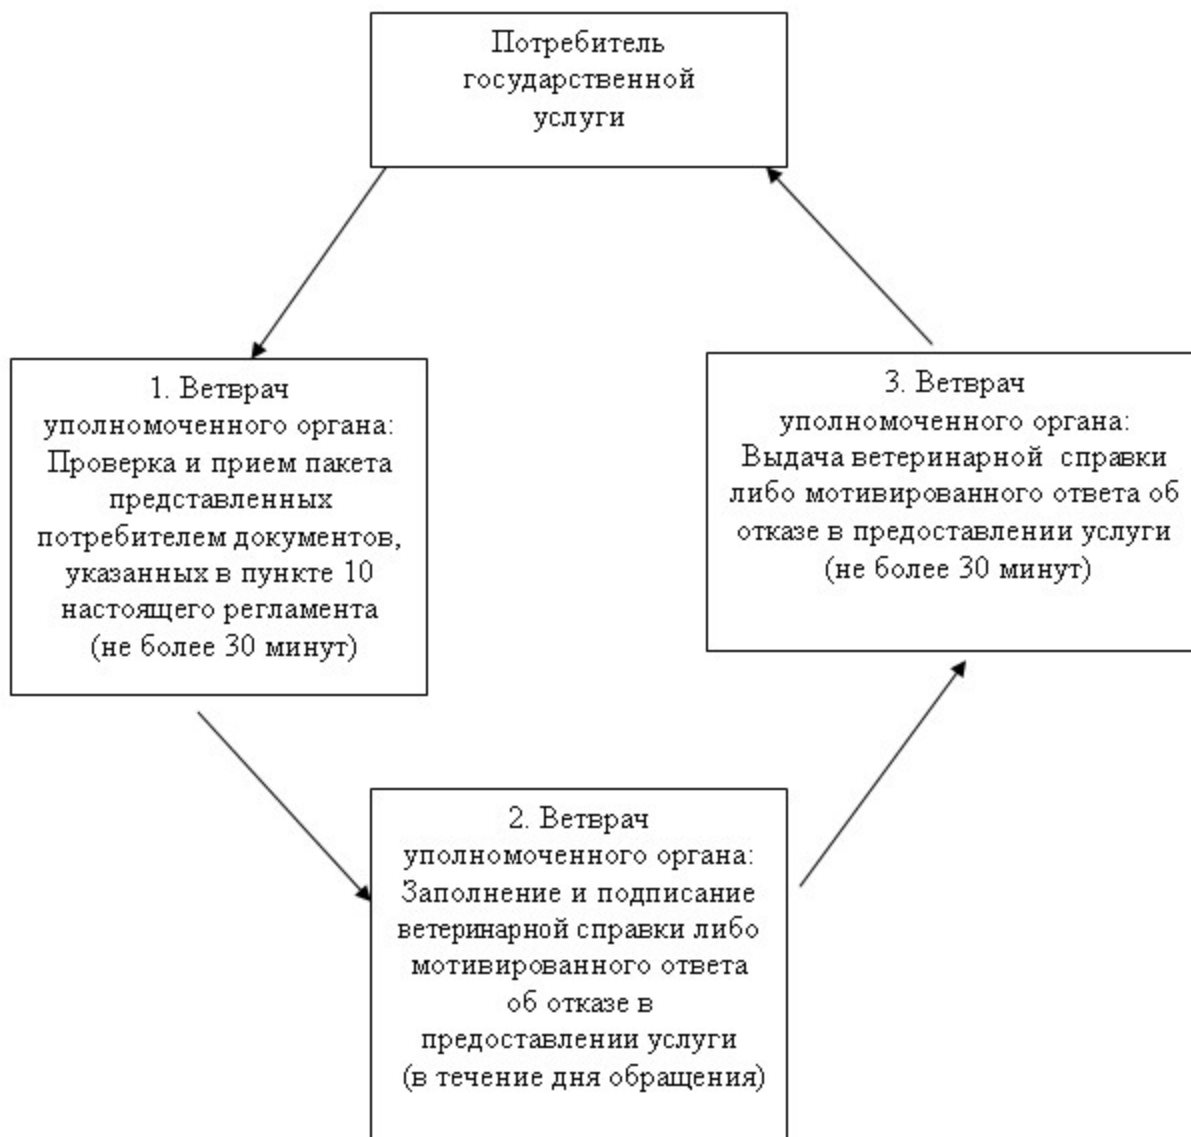 Потребитель
государственной
услуги
1. Ветврач
уполномоченного органа:
Проверка и прием пакета
представленных
потребителем документов,
указанных в пункте 10
настоящего регламента
(не более 30 минут)
3. Ветврач
уполномоченного органа:
Выдача ветеринарной справки
либо мотивированного ответа об
отказе в предоставлении услуги
(не более 30 минут)
2. Ветврач
уполномоченного органа:
Заполнение и подписание
ветеринарной справки либо
мотивированного ответа
об отказе в
предоставлении услуги
(в течение дня обращения)